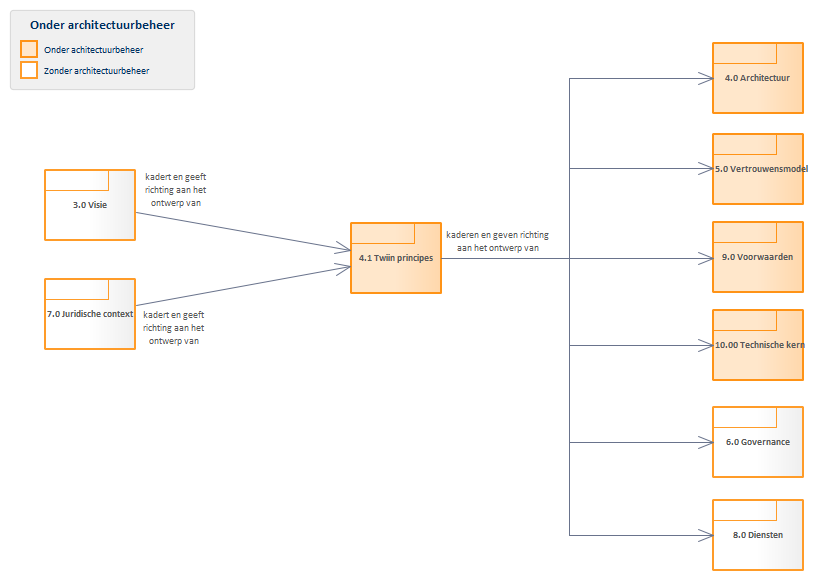 Onder architectuurbeheer
Onder achitectuurbeheer
Zonder architectuurbeheer
3.0 Visie
kadert en geeft
richting aan het
ontwerp van
7.0 Juridische context
kadert en geeft
richting aan het
ontwerp van
4.1 Twiin principes
kaderen en geven richting
aan het ontwerp van
4.0 Architectuur
5.0 Vertrouwensmodel
9.0 Voorwaarden
10.00 Technische kern
6.0 Governance
8.0 Diensten